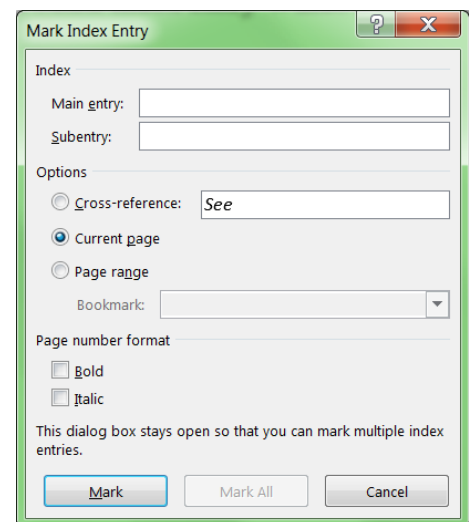 Mark Index Entry
Index
Main entry:
Subentry:
Options
Cross-reference: See
Current page
Page range
Bookmark:
Page number format
Bold
Italic
This dialog box stays open so that you can mark multiple index
entries.
Mark Mark All Cancel